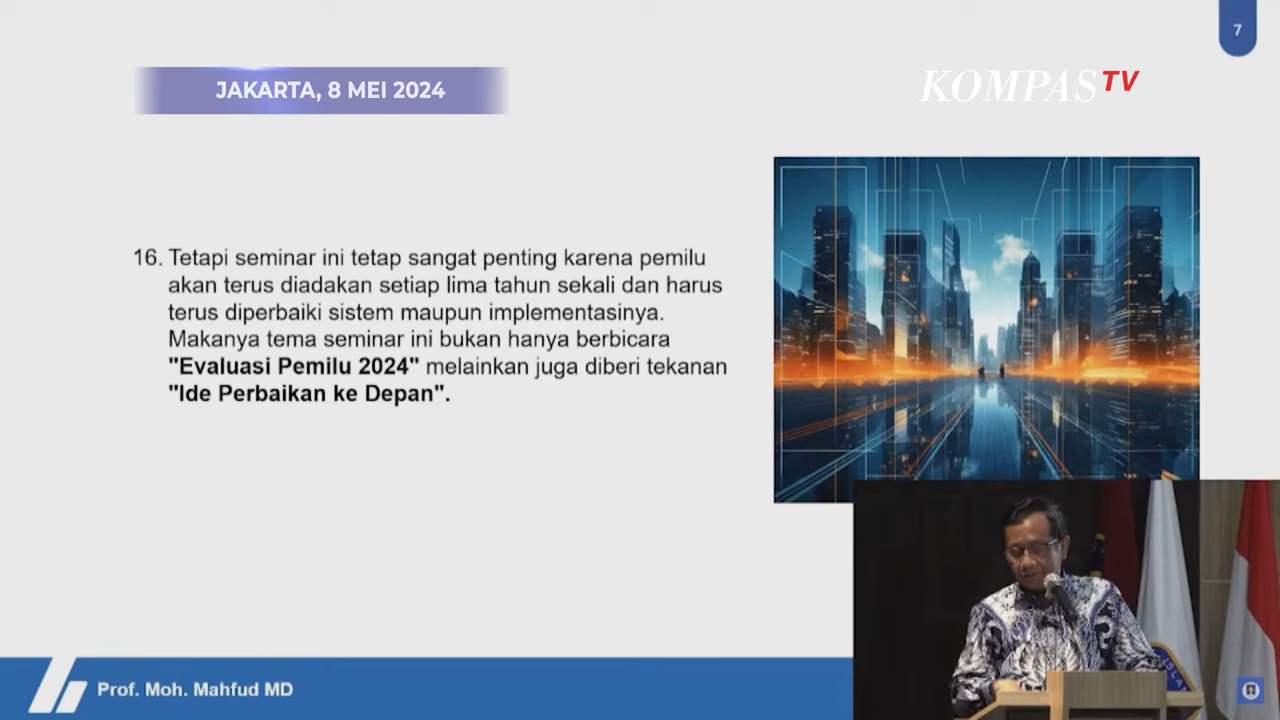 7
JAKARTA, 8 MEI 2024
KOMPASTV
16. Tetapi seminar ini tetap sangat penting karena pemilu
akan terus diadakan setiap lima tahun sekali dan harus
terus diperbaiki sistem maupun implementasinya.
Makanya tema seminar ini bukan hanya berbicara
"Evaluasi Pemilu 2024" melainkan juga diberi tekanan
"Ide Perbaikan ke Depan".
Prof. Moh. Mahfud MD